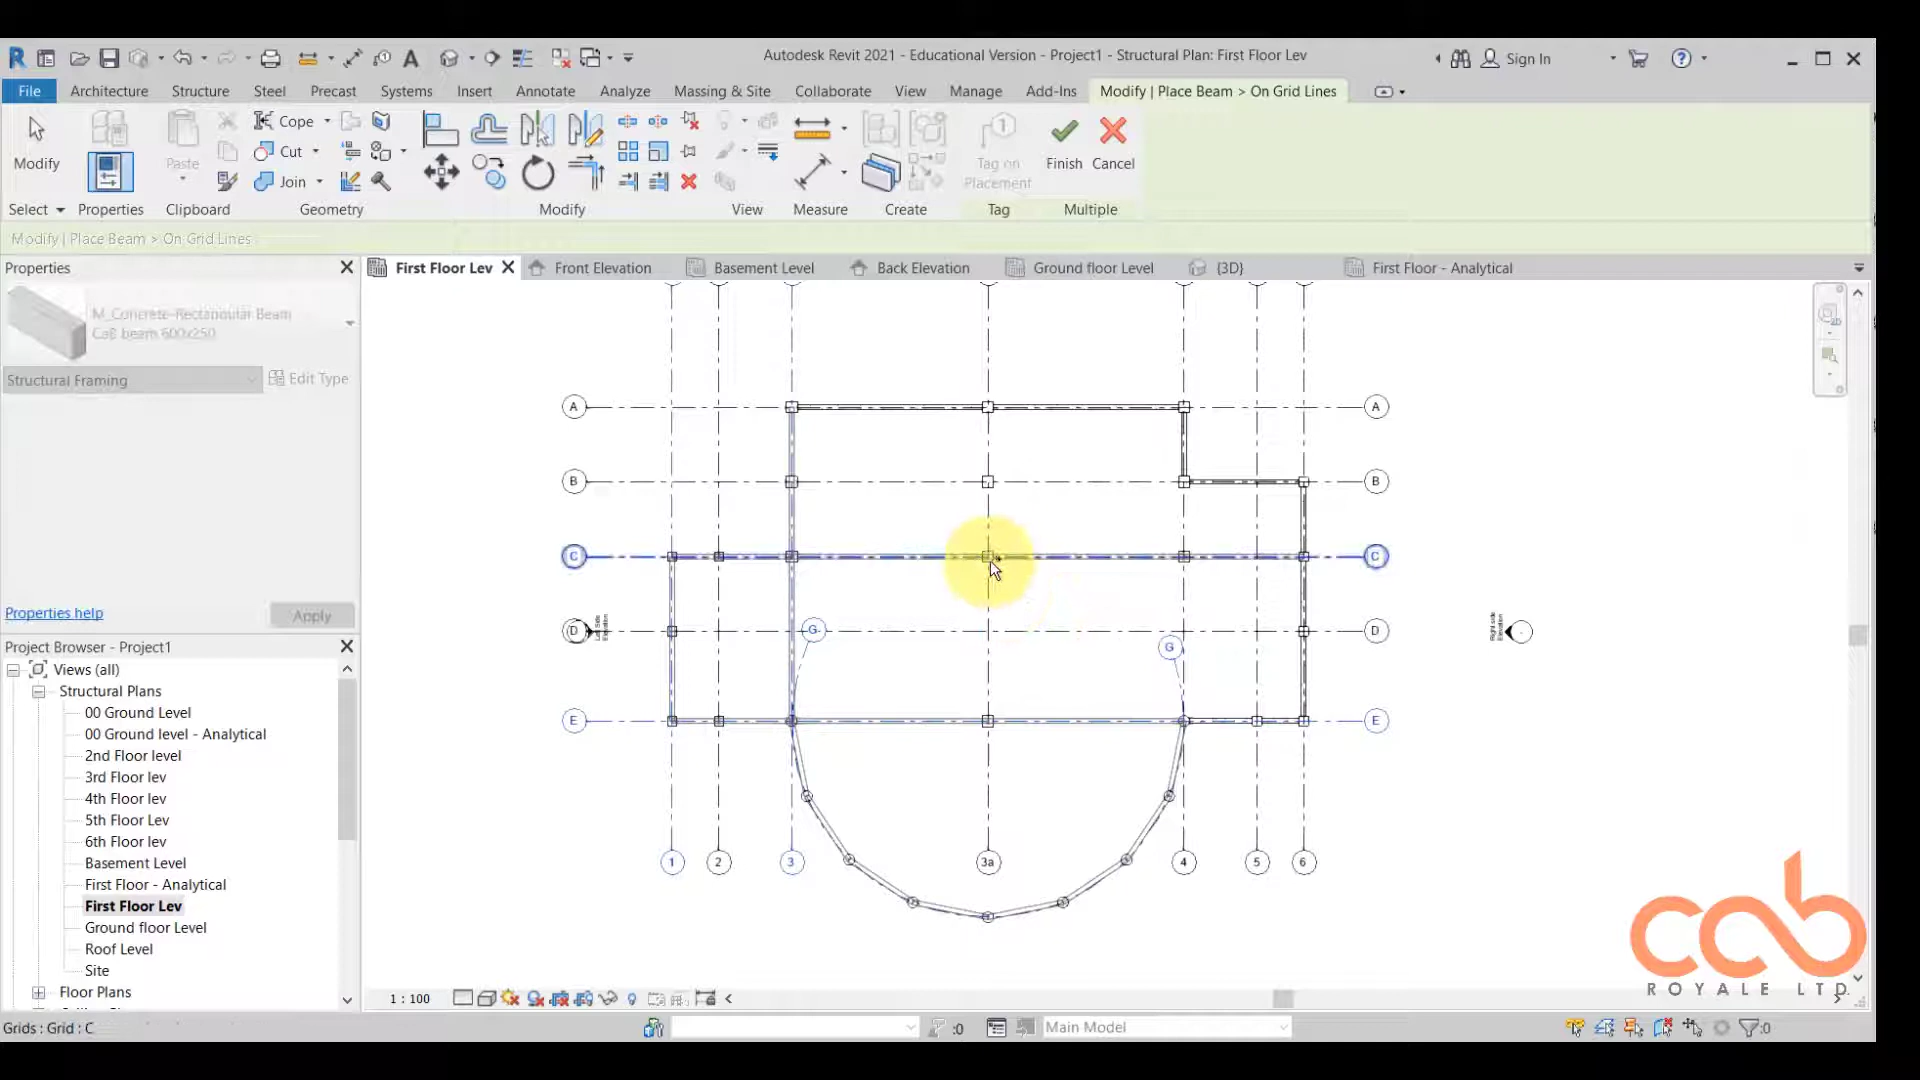 Autodesk Revit 2021 - Educational Version - Project1 - Structural Plan: First Floor Lev
Sign In
File Architecture Structure Steel Precast Systems Insert Annotate Analyze Massing & Site Collaborate View Manage Add-Ins Modify | Place Beam > On Grid Lines
Modify Paste Cope Cut Join Tag on Placement Finish Cancel
Select Properties Clipboard Geometry Modify View Measure Create Tag Multiple
Modify | Place Beam > On Grid Lines
Properties
First Floor Lev Front Elevation Basement Level Back Elevation Ground floor Level {3D} First Floor - Analytical
M_Concrete-Rectangular Beam
CaB beam 600x250
Structural Framing Edit Type
A A
B B
C C
D Left Side Elevation D Right side Elevation
G G
E E
1 2 3 3a 4 5 6
Properties help Apply
Project Browser - Project1
Views (all)
Structural Plans
00 Ground Level
00 Ground level - Analytical
2nd Floor level
3rd Floor lev
4th Floor lev
5th Floor Lev
6th Floor lev
Basement Level
First Floor - Analytical
First Floor Lev
Ground floor Level
Roof Level
Site
Floor Plans
1 : 100
cab
ROYALE LTD.
Grids : Grid : C
:0
Main Model
:0